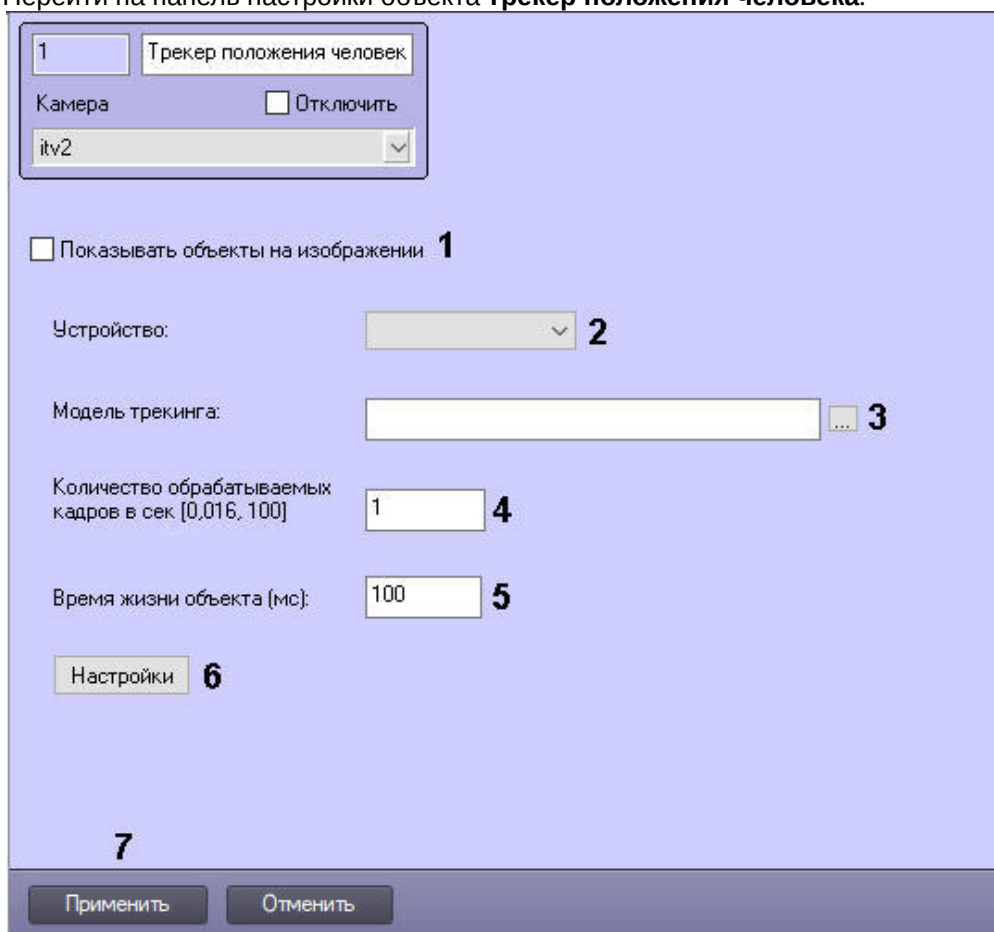 Перейти на панель настройки объекта Трекер положения человека.
1 Трекер положения человек
Камера Отключить
itv2
Показывать объекты на изображении 1
Устройство: 2
Модель трекинга: ... 3
Количество обрабатываемых
кадров в сек [0,016, 100] 1 4
Время жизни объекта (мс): 100 5
Настройки 6
7
Применить Отменить